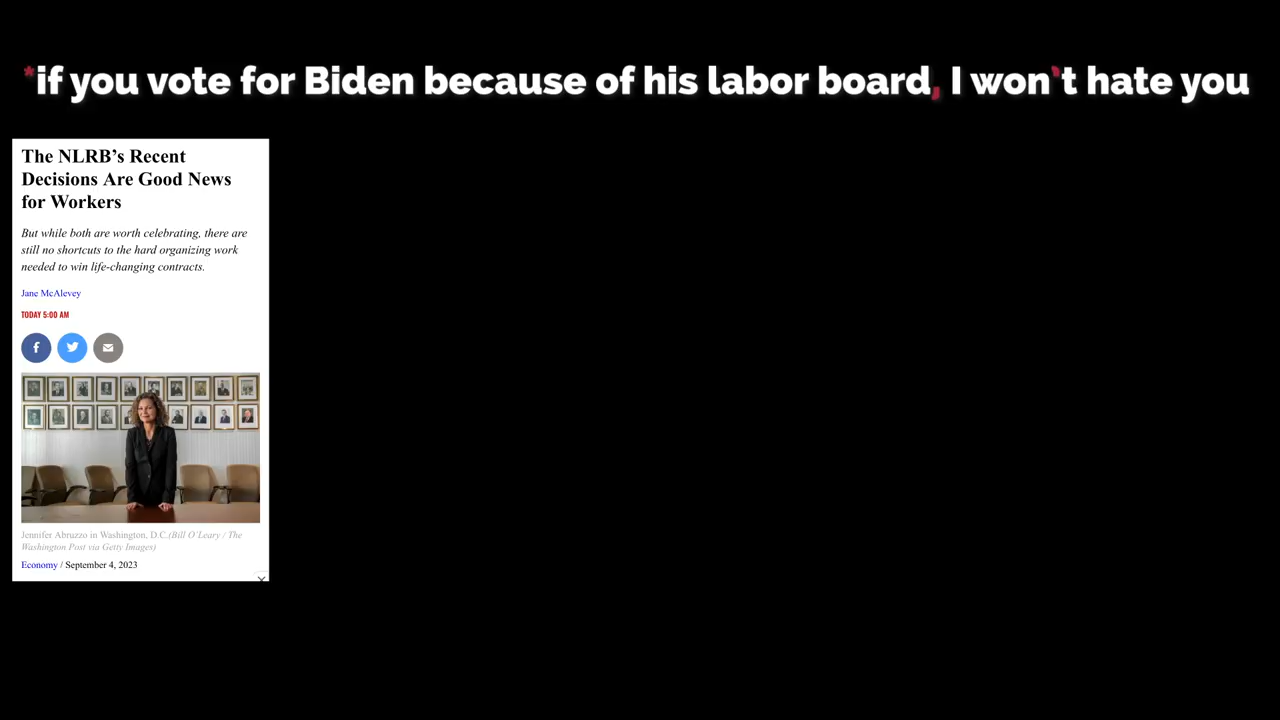 *if you vote for Biden because of his labor board, I won't hate you
The NLRB’s Recent
Decisions Are Good News
for Workers
But while both are worth celebrating, there are
still no shortcuts to the hard organizing work
needed to win life-changing contracts.
Jane McAlevey
TODAY 5:00 AM
Jennifer Abruzzo in Washington, D.C.(Bill O’Leary / The
Washington Post via Getty Images)
Economy / September 4, 2023